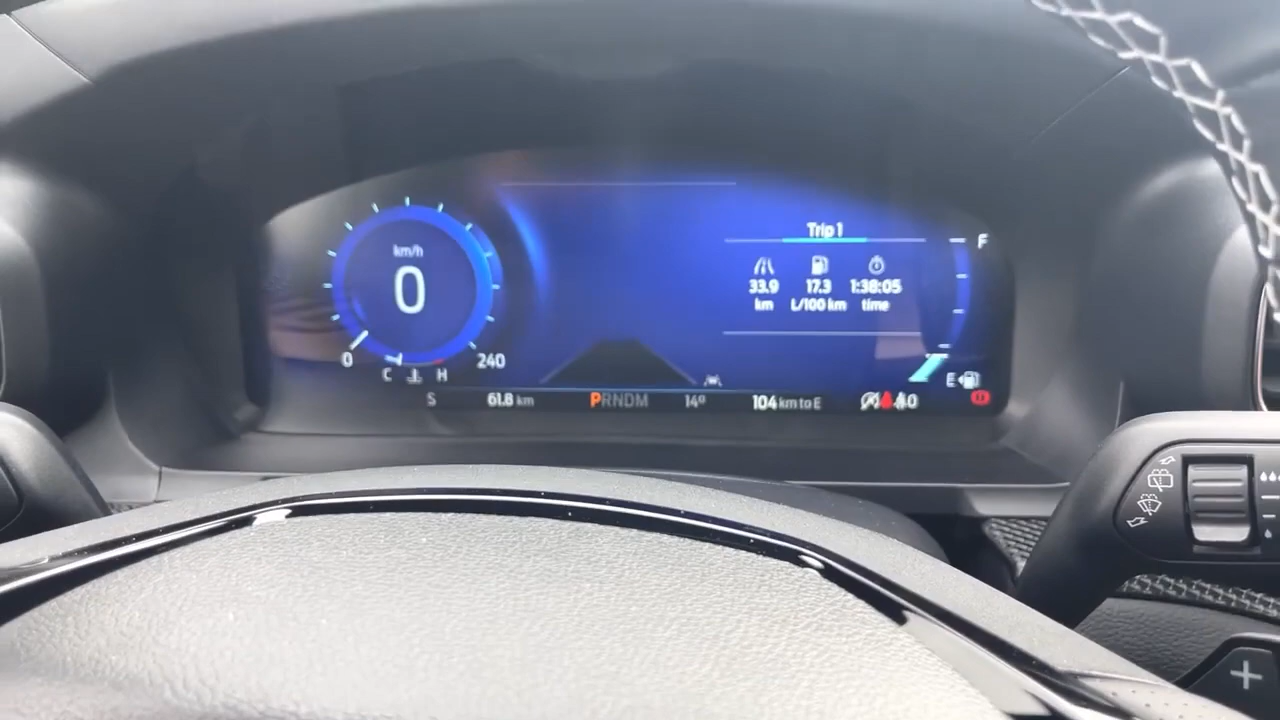 km/h
0
0
240
C H
Trip 1
33.9 17.3 1:38:05
km L/100 km time
F
E
S 61.8 km PRNDM 14° 104 km to E 0